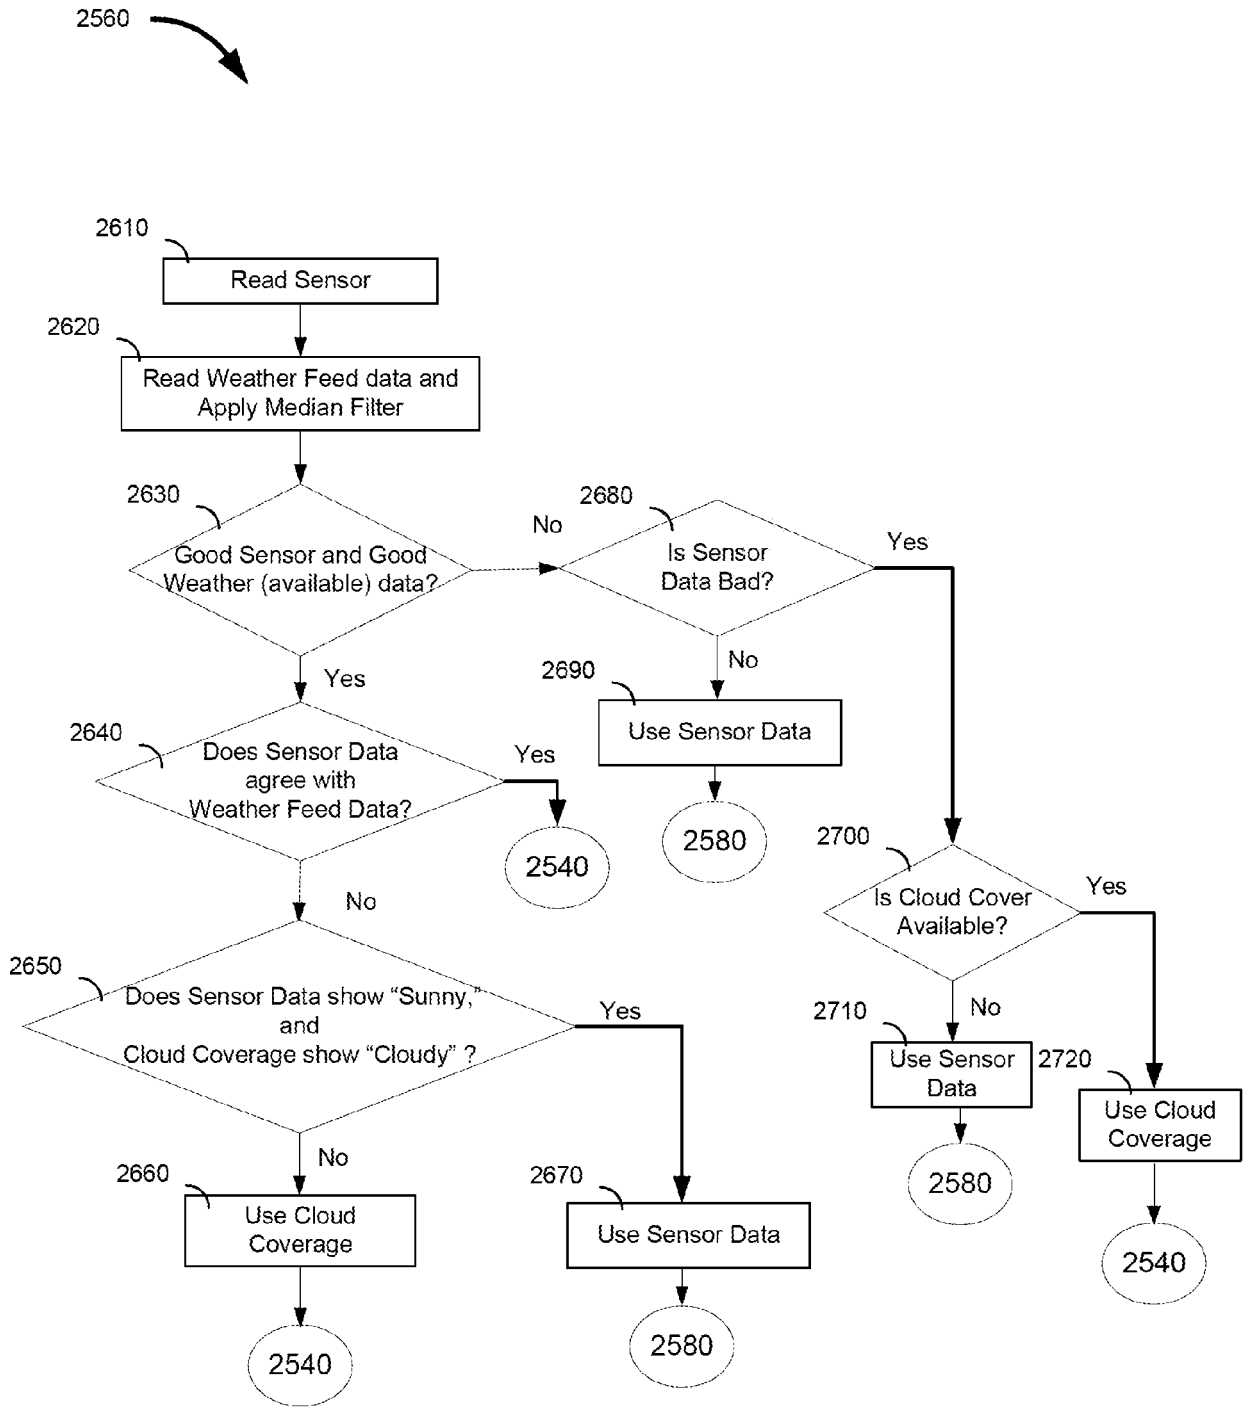 2560
2610
Read Sensor
2620
Read Weather Feed data and
Apply Median Filter
2630
Good Sensor and Good
Weather (available) data?
No
2680
Is Sensor
Data Bad?
Yes
Yes
No
2690
Use Sensor Data
2580
2640
Does Sensor Data
agree with
Weather Feed Data?
Yes
2540
No
2700
Is Cloud Cover
Available?
Yes
No
2650
Does Sensor Data show “Sunny,”
and
Cloud Coverage show “Cloudy” ?
Yes
No
2710
Use Sensor
Data
2580
2720
Use Cloud
Coverage
2540
2660
Use Cloud
Coverage
2540
2670
Use Sensor Data
2580